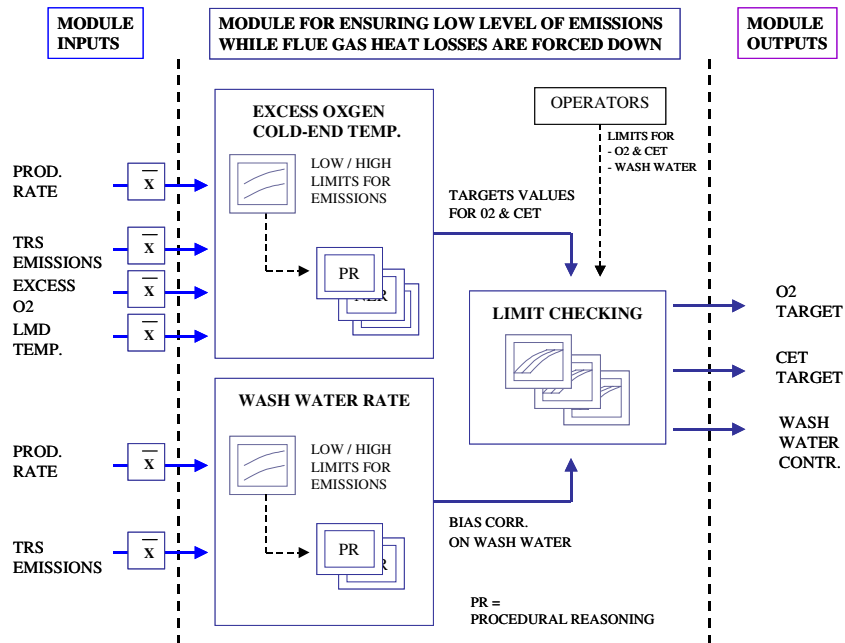 MODULE
INPUTS
MODULE FOR ENSURING LOW LEVEL OF EMISSIONS
WHILE FLUE GAS HEAT LOSSES ARE FORCED DOWN
MODULE
OUTPUTS
EXCESS OXGEN
COLD-END TEMP.
LOW / HIGH
LIMITS FOR
EMISSIONS
PR
OPERATORS
LIMITS FOR
- O2 & CET
- WASH WATER
PROD.
RATE
X
TRS
EMISSIONS
X
EXCESS
O2
X
LMD
TEMP.
X
TARGETS VALUES
FOR 02 & CET
LIMIT CHECKING
O2
TARGET
CET
TARGET
WASH
WATER
CONTR.
WASH WATER RATE
LOW / HIGH
LIMITS FOR
EMISSIONS
PR
PROD.
RATE
X
TRS
EMISSIONS
X
BIAS CORR.
ON WASH WATER
PR =
PROCEDURAL REASONING